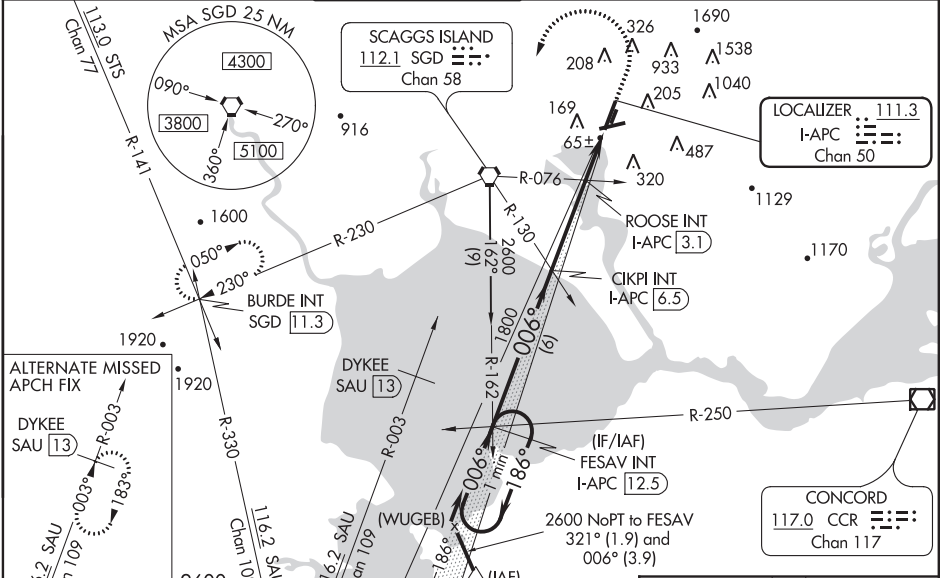 113.0 STS
Chan 77
R-141
MSA SGD 25 NM
4300
090°
270°
3800
5100
360°
SCAGGS ISLAND
112.1 SGD
Chan 58
916
1690
326
208
933
1538
1040
205
169
65±
487
320
LOCALIZER 111.3
I-APC
Chan 50
R-076
1129
ROOSE INT
I-APC 3.1
1170
R-130
CIKPI INT
I-APC 6.5
1600
R-230
050°
230°
BURDE INT
SGD 11.3
2600
162°
(9)
1800
006°
(6)
R-162
1920
1920
ALTERNATE MISSED
APCH FIX
DYKEE
SAU 13
R-003
003°
183°
DYKEE
SAU 13
R-003
R-330
R-250
(IF/IAF)
FESAV INT
I-APC 12.5
006°
1 min
186°
(WUGEB)
186°
2600 NoPT to FESAV
321° (1.9) and
006° (3.9)
CONCORD
117.0 CCR
Chan 117
116.2 SAU
(IAF)